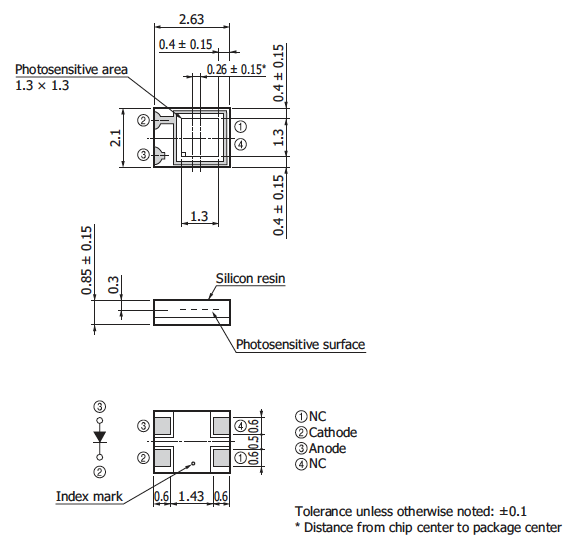 2.63
0.4 ± 0.15
Photosensitive area
1.3 × 1.3
0.26 ± 0.15*
0.4 ± 0.15
2.1
②
①
③
④
1.3
0.4 ± 0.15
1.3
0.85 ± 0.15
0.3
Silicon resin
Photosensitive surface
③
②
③
④
②
①
0.6
0.5
0.6
Index mark
0.6
1.43
0.6
①NC
②Cathode
③Anode
④NC
Tolerance unless otherwise noted: ±0.1
* Distance from chip center to package center